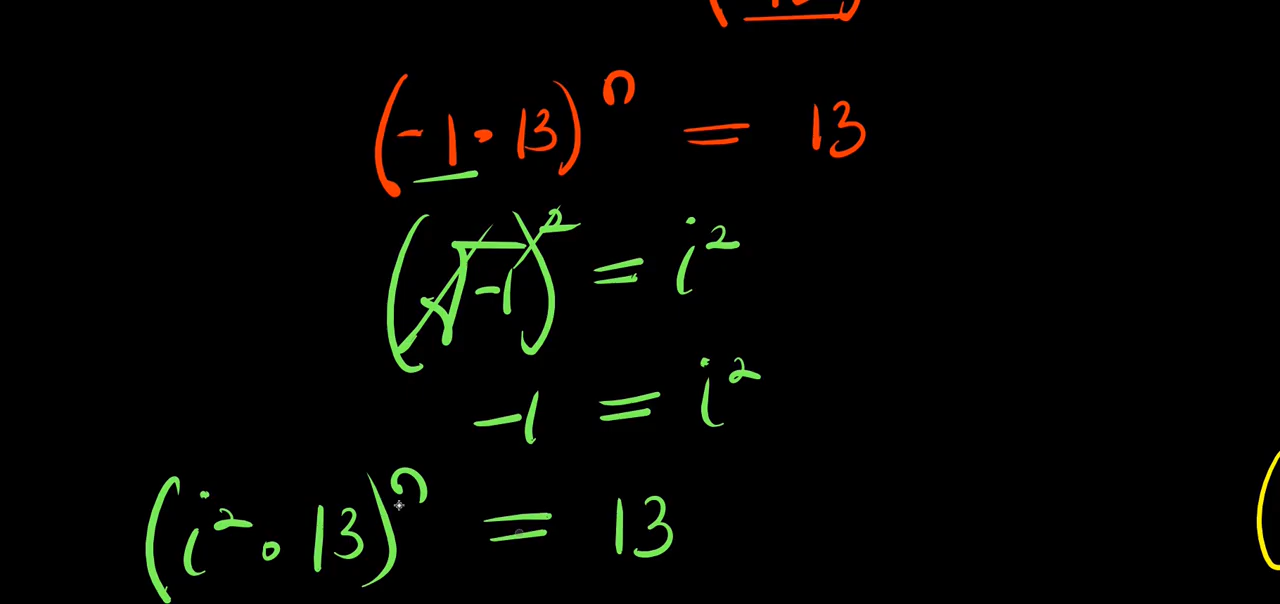 (-1 · 13)ⁿ = 13
(√-1)² = i²
-1 = i²
(i² · 13)ⁿ = 13